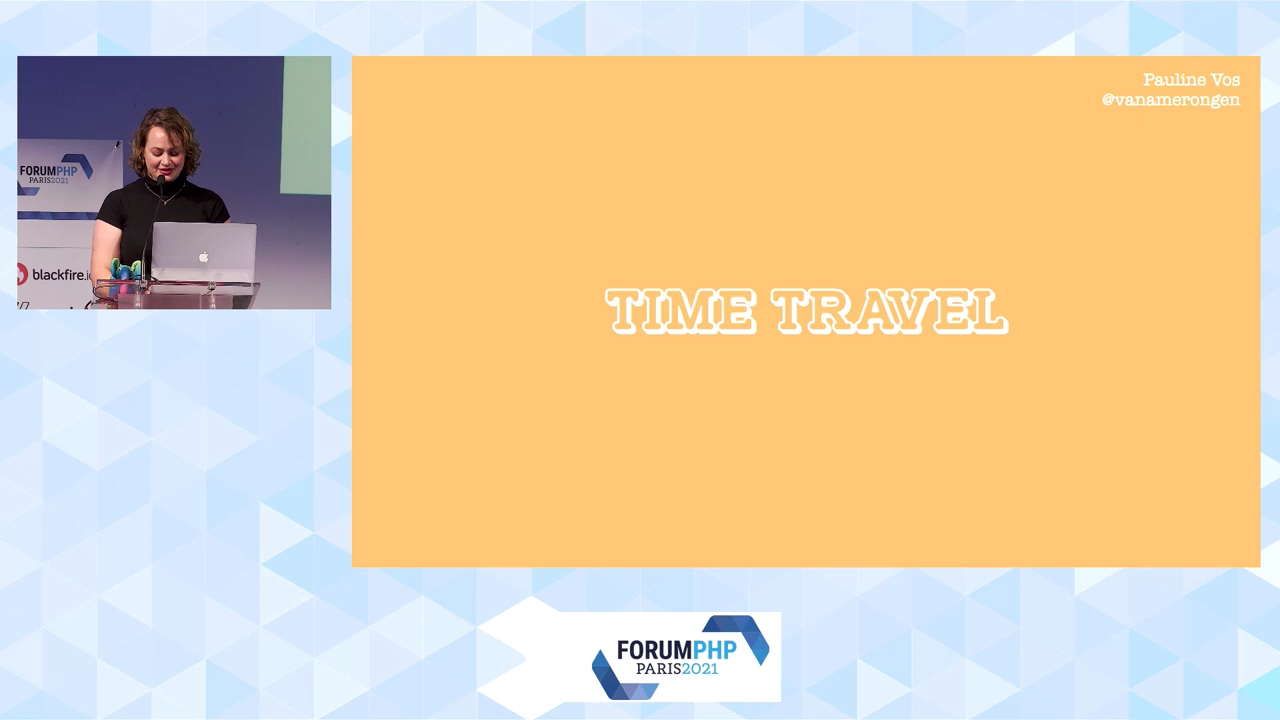 Pauline Vos
@vanamerongen
FORUMPHP
PARIS2021
blackfire.i
TIME TRAVEL
FORUMPHP
PARIS2021